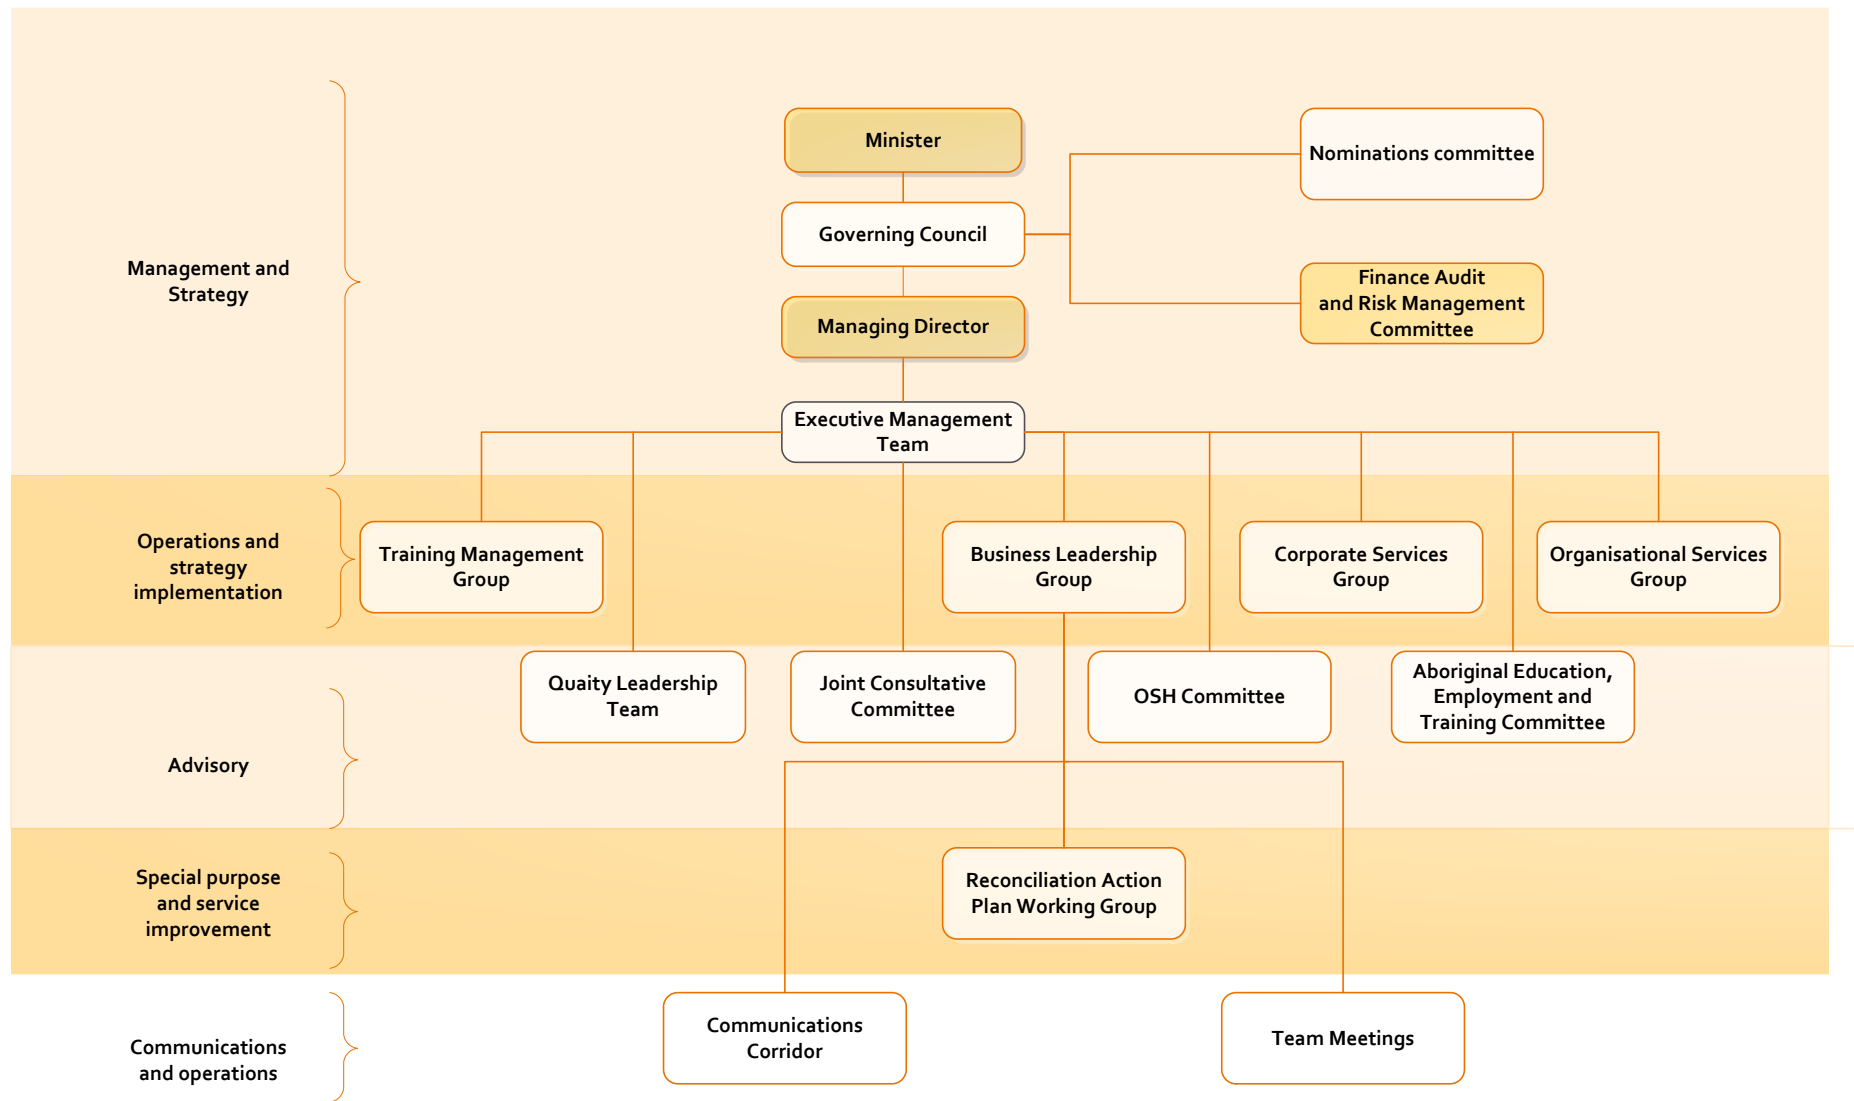 Minister
Nominations committee
Governing Council
Management and
Strategy
Finance Audit
and Risk Management
Committee
Managing Director
Executive Management
Team
Operations and
strategy
implementation
Training Management
Group
Business Leadership
Group
Corporate Services
Group
Organisational Services
Group
Advisory
Quaity Leadership
Team
Joint Consultative
Committee
OSH Committee
Aboriginal Education,
Employment and
Training Committee
Special purpose
and service
improvement
Reconciliation Action
Plan Working Group
Communications
and operations
Communications
Corridor
Team Meetings